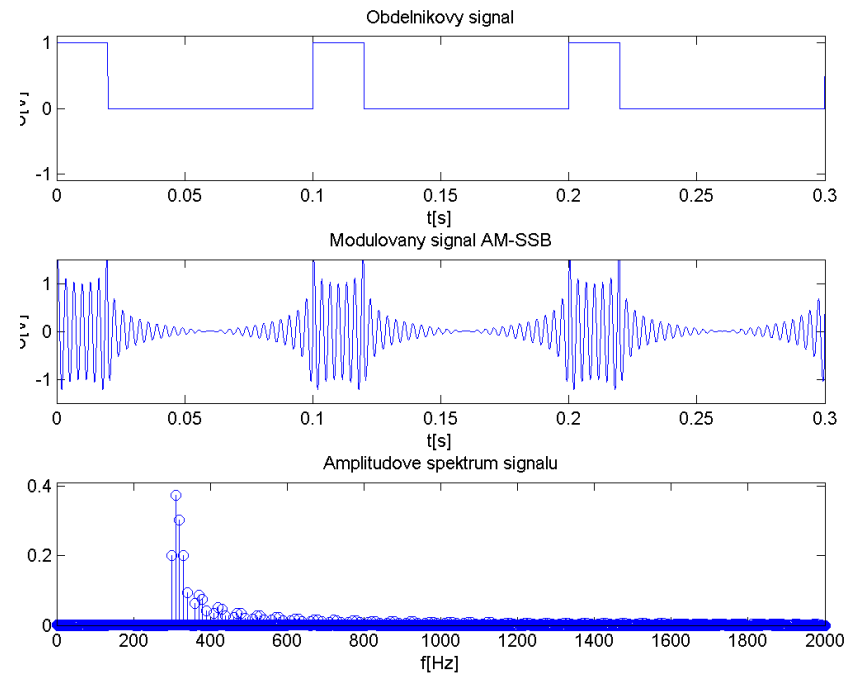 Obdelnikovy signal
1
0
-1
0 0.05 0.1 0.15 0.2 0.25 0.3
t[s]
Modulovany signal AM-SSB
1
0
-1
0 0.05 0.1 0.15 0.2 0.25 0.3
t[s]
Amplitudove spektrum signalu
0.4
0.2
0
0 200 400 600 800 1000 1200 1400 1600 1800 2000
f[Hz]